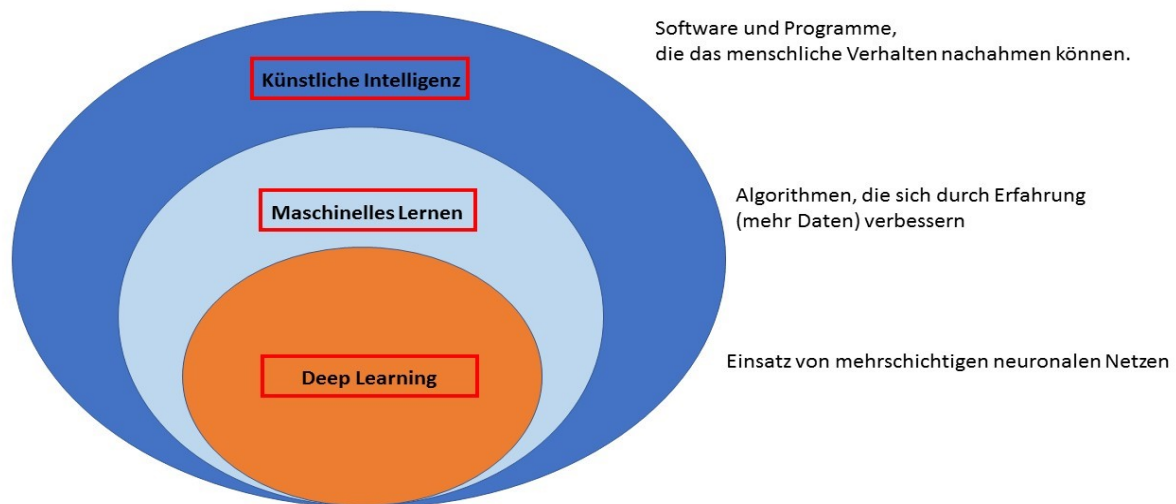 Software und Programme,
die das menschliche Verhalten nachahmen können.
Künstliche Intelligenz
Algorithmen, die sich durch Erfahrung
(mehr Daten) verbessern
Maschinelles Lernen
Einsatz von mehrschichtigen neuronalen Netzen
Deep Learning